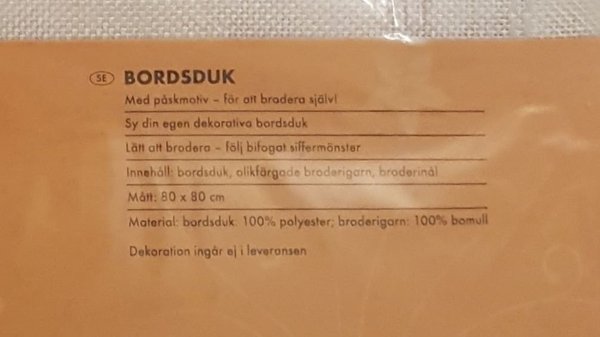 SE BORDSDUK
Med påskmotiv – för att brodera själv!
Sy din egen dekorativa bordsduk
Lätt att brodera – följ bifogat siffermönster
Innehåll: bordsduk, olikfärgade broderigarn, broderinål
Mått: 80 x 80 cm
Material: bordsduk: 100% polyester; broderigarn: 100% bomull
Dekoration ingår ej i leveransen